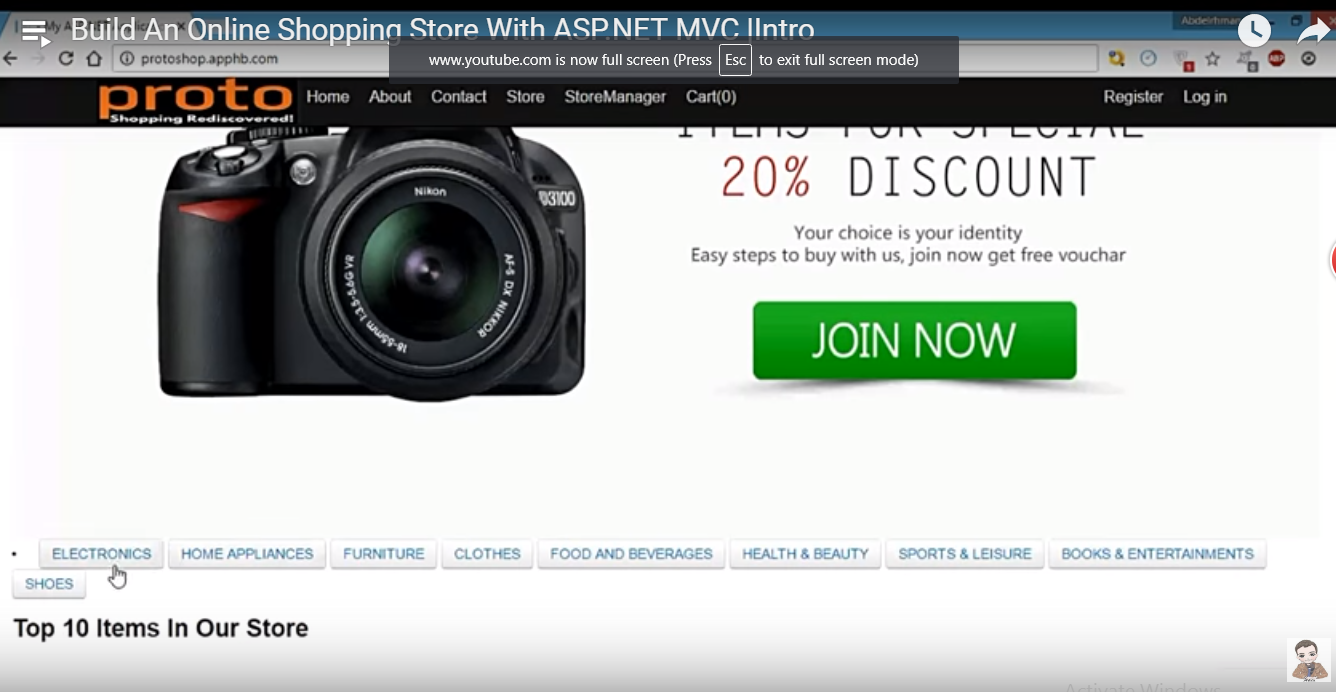 Build An Online Shopping Store With ASP.NET MVC |Intro
www.youtube.com is now full screen (Press Esc to exit full screen mode)
protoshop.apphb.com
proto
Shopping Rediscovered!
Home About Contact Store StoreManager Cart(0) Register Log in
ITEMS FOR SPECIAL
20% DISCOUNT
Your choice is your identity
Easy steps to buy with us, join now get free vouchar
JOIN NOW
Nikon
D3100
AF-S DX NIKKOR
18-55mm 1:3.5-5.6G VR
ELECTRONICS HOME APPLIANCES FURNITURE CLOTHES FOOD AND BEVERAGES HEALTH & BEAUTY SPORTS & LEISURE BOOKS & ENTERTAINMENTS
SHOES
Top 10 Items In Our Store
Activate Windows